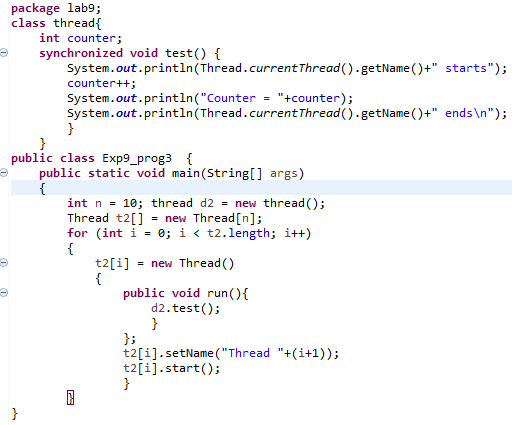 package lab9;
class thread{
    int counter;
    synchronized void test() {
        System.out.println(Thread.currentThread().getName()+" starts");
        counter++;
        System.out.println("Counter = "+counter);
        System.out.println(Thread.currentThread().getName()+" ends\n");
        }
    }
public class Exp9_prog3  {
    public static void main(String[] args)
    {
        int n = 10; thread d2 = new thread();
        Thread t2[] = new Thread[n];
        for (int i = 0; i < t2.length; i++)
        {
            t2[i] = new Thread()
            {
                public void run(){
                    d2.test();
                    }
                };
                t2[i].setName("Thread "+(i+1));
                t2[i].start();
                }
        }
}